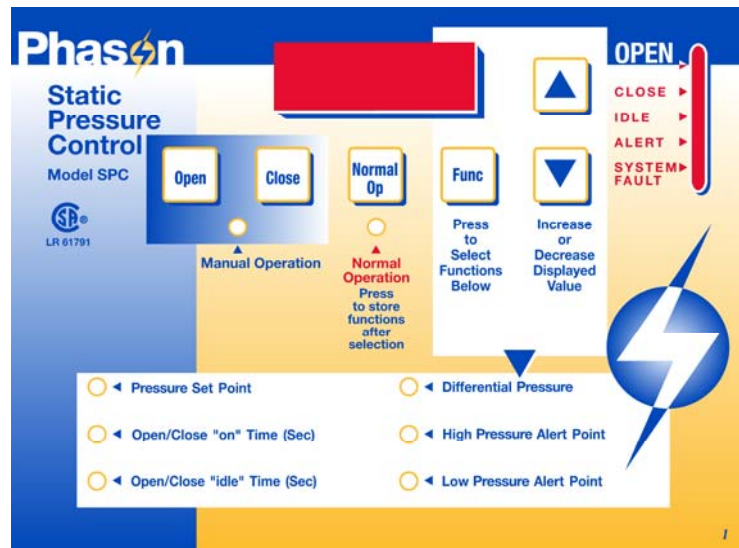 Phason
Static
Pressure
Control
Model SPC
SA®
LR 61791
Open
Close
Manual Operation
Normal
Op
Normal
Operation
Press
to store
functions
after
selection
Func
Press
to
Select
Functions
Below
Increase
or
Decrease
Displayed
Value
OPEN
CLOSE
IDLE
ALERT
SYSTEM
FAULT
Pressure Set Point
Open/Close "on" Time (Sec)
Open/Close "idle" Time (Sec)
Differential Pressure
High Pressure Alert Point
Low Pressure Alert Point
1